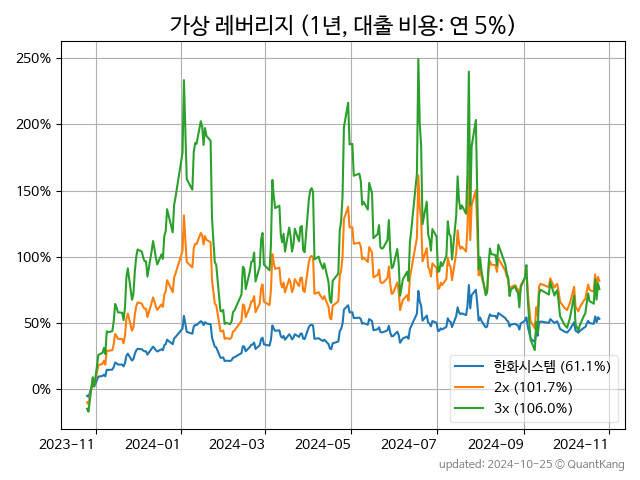 가상 레버리지 (1년, 대출 비용: 연 5%)
250%
200%
150%
100%
50%
0%
한화시스템 (61.1%)
2x (101.7%)
3x (106.0%)
2023-11
2024-01
2024-03
2024-05
2024-07
2024-09
2024-11
updated: 2024-10-25 © QuantKang